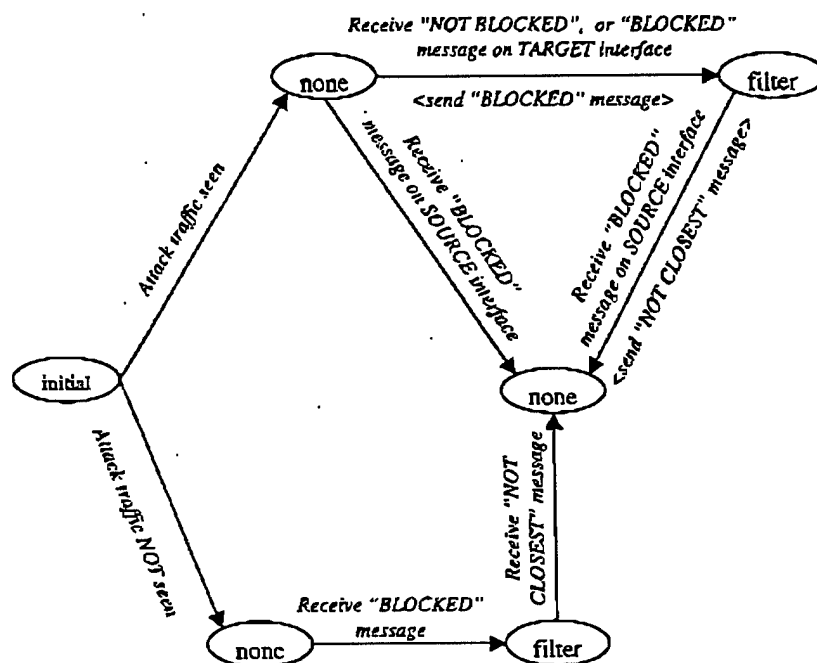 Receive "NOT BLOCKED", or "BLOCKED"
message on TARGET interface
none
filter
<send "BLOCKED" message>
Attack traffic seen
Receive "BLOCKED"
message on SOURCE interface
Receive "BLOCKED"
message on SOURCE interface
<send "NOT CLOSEST" message>
initial
none
Attack traffic NOT seen
Receive "NOT
CLOSEST" message
Receive "BLOCKED"
message
none
filter